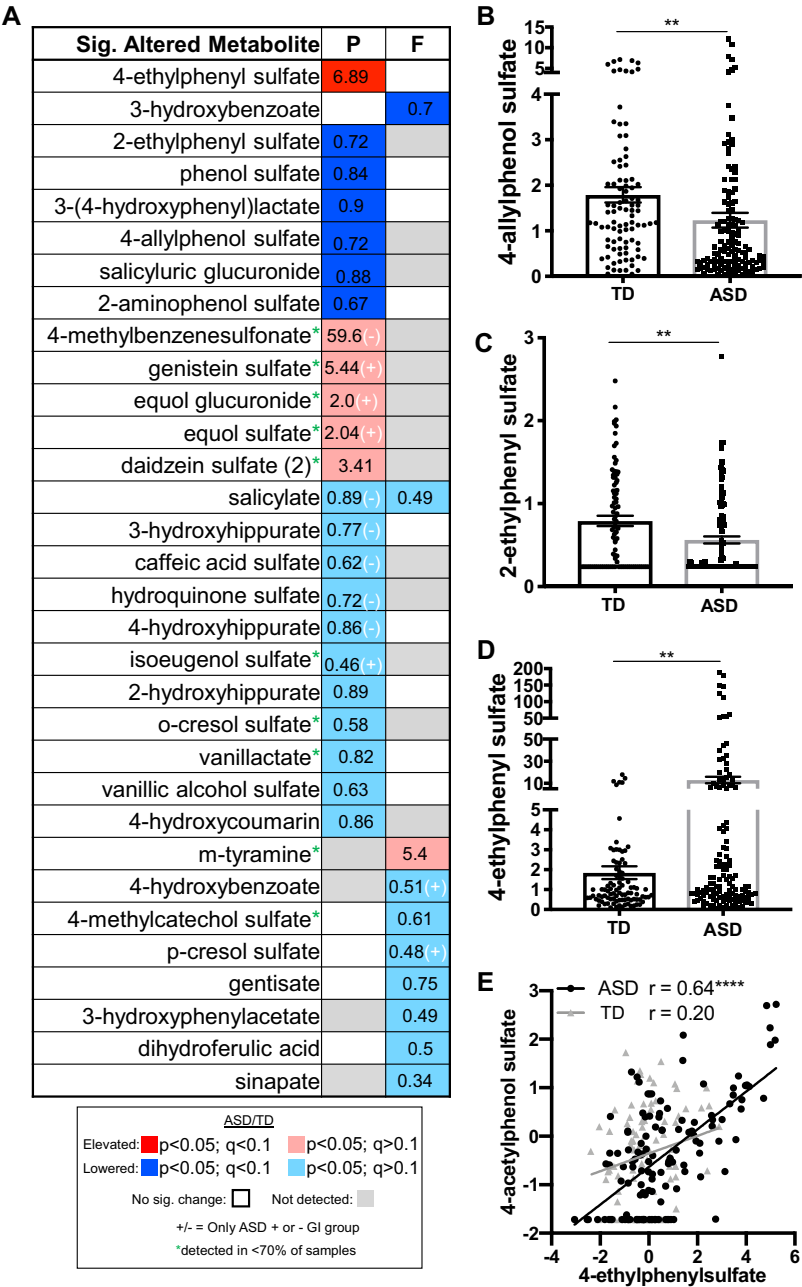 A
Sig. Altered Metabolite P F
4-ethylphenyl sulfate 6.89
3-hydroxybenzoate 0.7
2-ethylphenyl sulfate 0.72
phenol sulfate 0.84
3-(4-hydroxyphenyl)lactate 0.9
4-allylphenol sulfate 0.72
salicyluric glucuronide 0.88
2-aminophenol sulfate 0.67
4-methylbenzenesulfonate* 59.6(-)
genistein sulfate* 5.44(+)
equol glucuronide* 2.0(+)
equol sulfate* 2.04(+)
daidzein sulfate (2)* 3.41
salicylate 0.89(-) 0.49
3-hydroxyhippurate 0.77(-)
caffeic acid sulfate 0.62(-)
hydroquinone sulfate 0.72(-)
4-hydroxyhippurate 0.86(-)
isoeugenol sulfate* 0.46(+)
2-hydroxyhippurate 0.89
o-cresol sulfate* 0.58
vanillactate* 0.82
vanillic alcohol sulfate 0.63
4-hydroxycoumarin 0.86
m-tyramine* 5.4
4-hydroxybenzoate 0.51(+)
4-methylcatechol sulfate* 0.61
p-cresol sulfate 0.48(+)
gentisate 0.75
3-hydroxyphenylacetate 0.49
dihydroferulic acid 0.5
sinapate 0.34
ASD/TD
Elevated: p<0.05; q<0.1 p<0.05; q>0.1
Lowered: p<0.05; q<0.1 p<0.05; q>0.1
No sig. change: Not detected:
+/- = Only ASD + or - GI group
*detected in <70% of samples
B
4-allylphenol sulfate
15
10
5
4
3
2
1
0
**
TD ASD
C
2-ethylphenyl sulfate
3
2
1
0
**
TD ASD
D
4-ethylphenyl sulfate
200
150
100
50
50
30
10
5
4
3
2
1
0
**
TD ASD
E
ASD r = 0.64****
TD r = 0.20
4-acetylphenol sulfate
3
2
1
0
-1
-2
-4 -2 0 2 4 6
4-ethylphenylsulfate